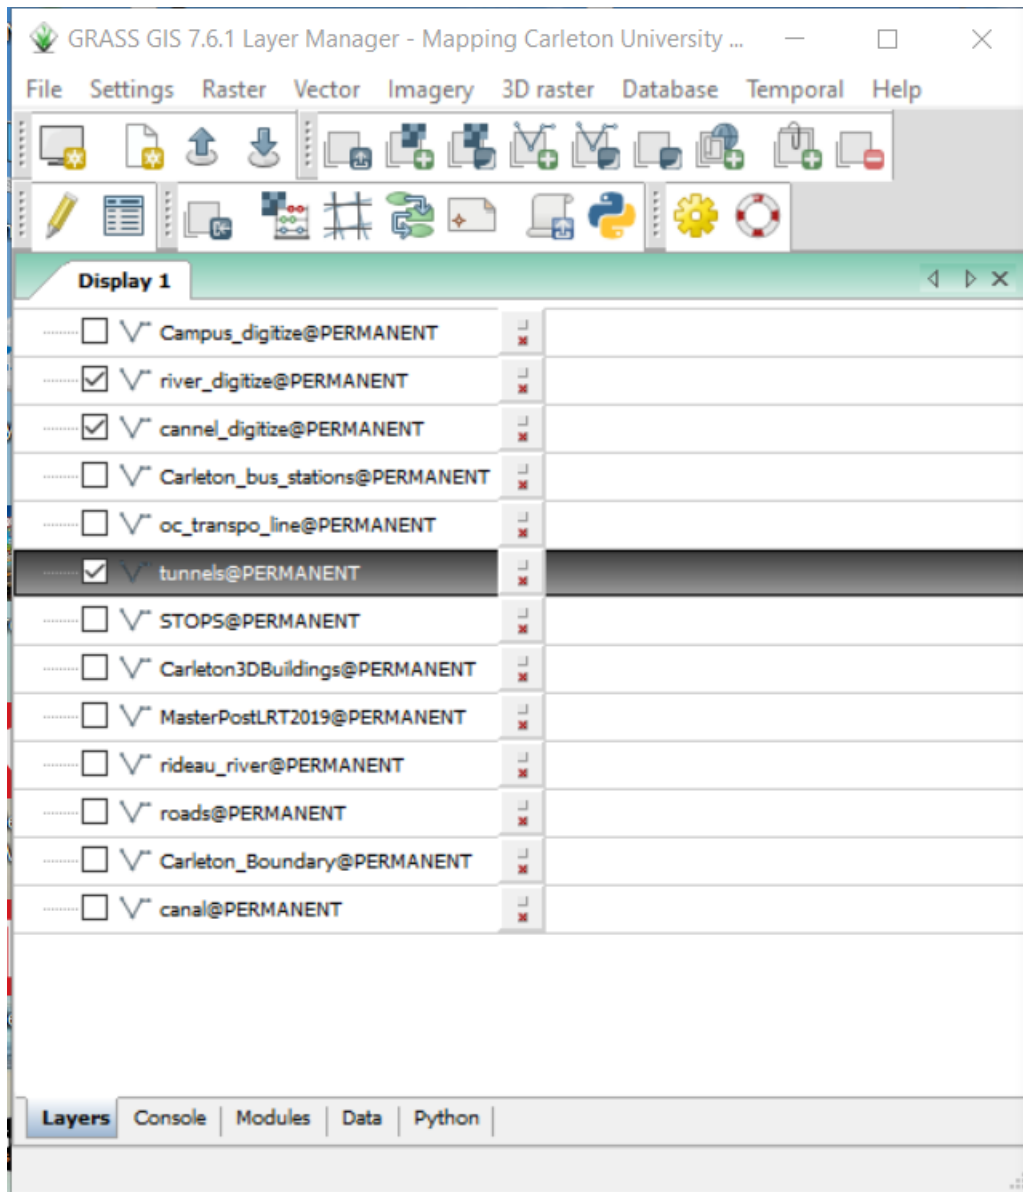 GRASS GIS 7.6.1 Layer Manager - Mapping Carleton University ...
File Settings Raster Vector Imagery 3D raster Database Temporal Help
Display 1
Campus_digitize@PERMANENT
river_digitize@PERMANENT
cannel_digitize@PERMANENT
Carleton_bus_stations@PERMANENT
oc_transpo_line@PERMANENT
tunnels@PERMANENT
STOPS@PERMANENT
Carleton3DBuildings@PERMANENT
MasterPostLRT2019@PERMANENT
rideau_river@PERMANENT
roads@PERMANENT
Carleton_Boundary@PERMANENT
canal@PERMANENT
Layers Console Modules Data Python